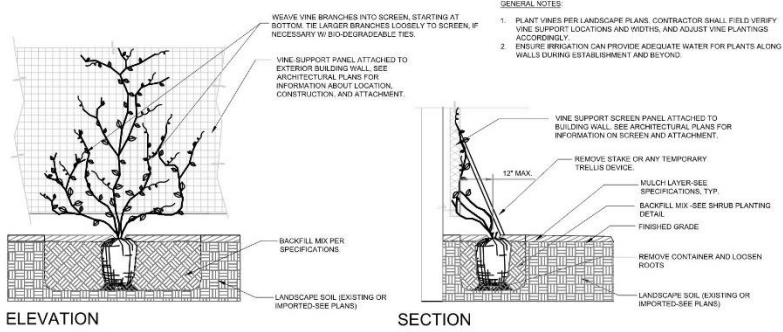 WEAVE VINE BRANCHES INTO SCREEN, STARTING AT
BOTTOM. TIE LARGER BRANCHES LOOSELY TO SCREEN, IF
NECESSARY W/ BIO-DEGREADABLE TIES.
VINE SUPPORT PANEL ATTACHED TO
EXTERIOR BUILDING WALL, SEE
ARCHITECTURAL PLANS FOR
INFORMATION ABOUT LOCATION,
CONSTRUCTION, AND ATTACHMENT.
BACKFILL MIX PER
SPECIFICATIONS
LANDSCAPE SOIL (EXISTING OR
IMPORTED-SEE PLANS)
ELEVATION
GENERAL NOTES:
1. PLANT VINES PER LANDSCAPE PLANS. CONTRACTOR SHALL FIELD VERIFY
VINE SUPPORT LOCATIONS AND WIDTHS, AND ADJUST VINE PLANTINGS
ACCORDINGLY.
2. ENSURE IRRIGATION CAN PROVIDE ADEQUATE WATER FOR PLANTS ALONG
WALLS DURING ESTABLISHMENT AND BEYOND.
VINE SUPPORT SCREEN PANEL ATTACHED TO
BUILDING WALL. SEE ARCHITECTURAL PLANS FOR
INFORMATION ON SCREEN AND ATTACHMENT.
REMOVE STAKE OR ANY TEMPORARY
TRELLIS DEVICE.
12" MAX.
MULCH LAYER-SEE
SPECIFICATIONS, TYP.
BACKFILL MIX -SEE SHRUB PLANTING
DETAIL
FINISHED GRADE
REMOVE CONTAINER AND LOOSEN
ROOTS
LANDSCAPE SOIL (EXISTING OR
IMPORTED-SEE PLANS)
SECTION